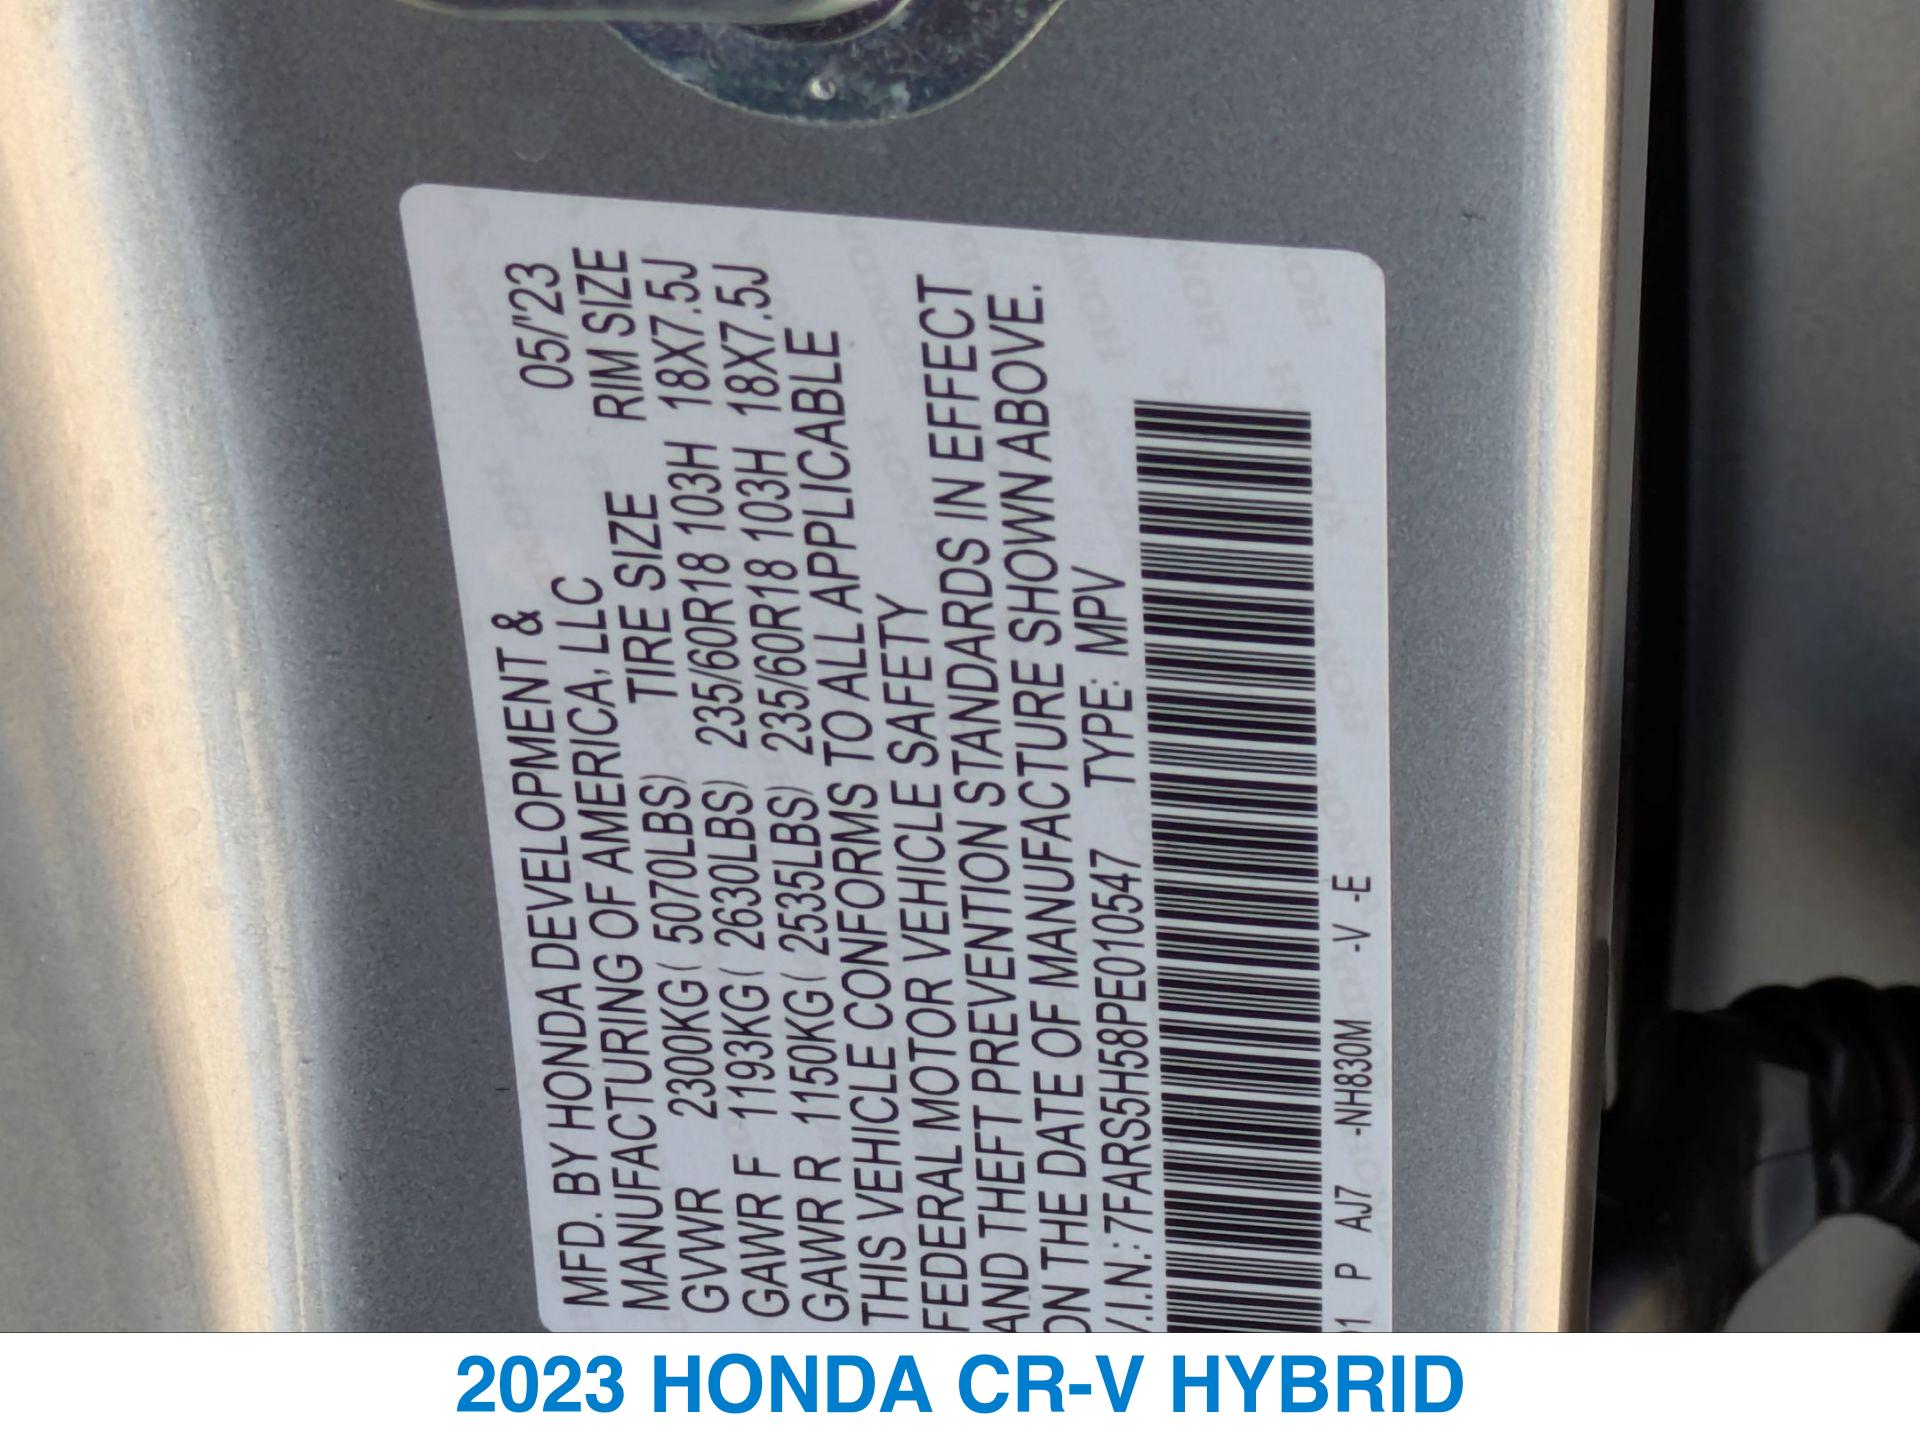 MFD. BY HONDA DEVELOPMENT & 05/'23
MANUFACTURING OF AMERICA, LLC
TIRE SIZE RIM SIZE
GVWR 2300KG( 5070LBS) 235/60R18 103H 18X7.5J
GAWR F 1193KG( 2630LBS) 235/60R18 103H 18X7.5J
GAWR R 1150KG( 2535LBS)
THIS VEHICLE CONFORMS TO ALL APPLICABLE
FEDERAL MOTOR VEHICLE SAFETY
AND THEFT PREVENTION STANDARDS IN EFFECT
ON THE DATE OF MANUFACTURE SHOWN ABOVE.
V.I.N.: 7FARS5H58PE010547 TYPE: MPV
P AJ7 -NH830M -V -E
2023 HONDA CR-V HYBRID